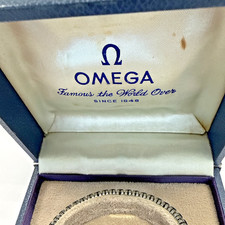 Ω
OMEGA
Famous the World Over
SINCE 1848